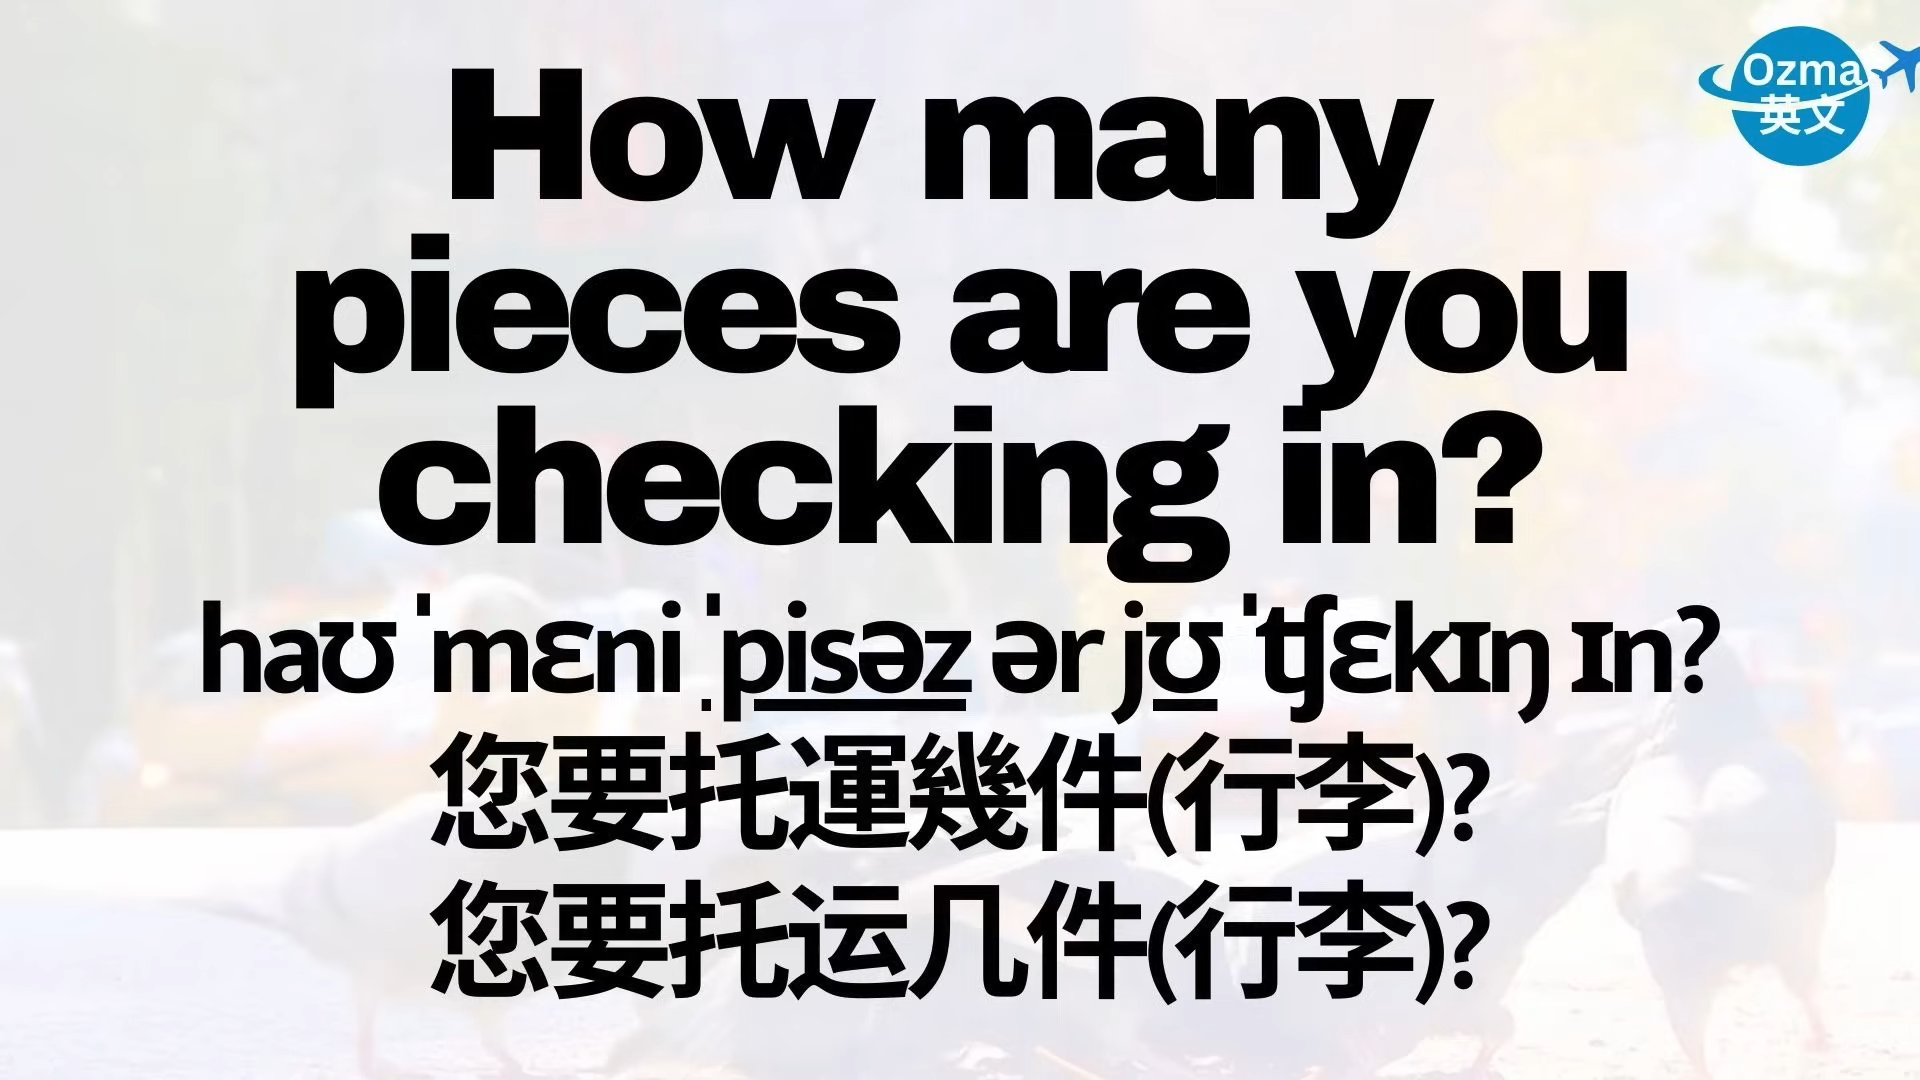 Ozma
英文
How many
pieces are you
checking in?
haʊ ˈmɛni ˈpisəz ər jʊ ˈʧɛkɪŋ ɪn?
您要托運幾件(行李)?
您要托运几件(行李)?